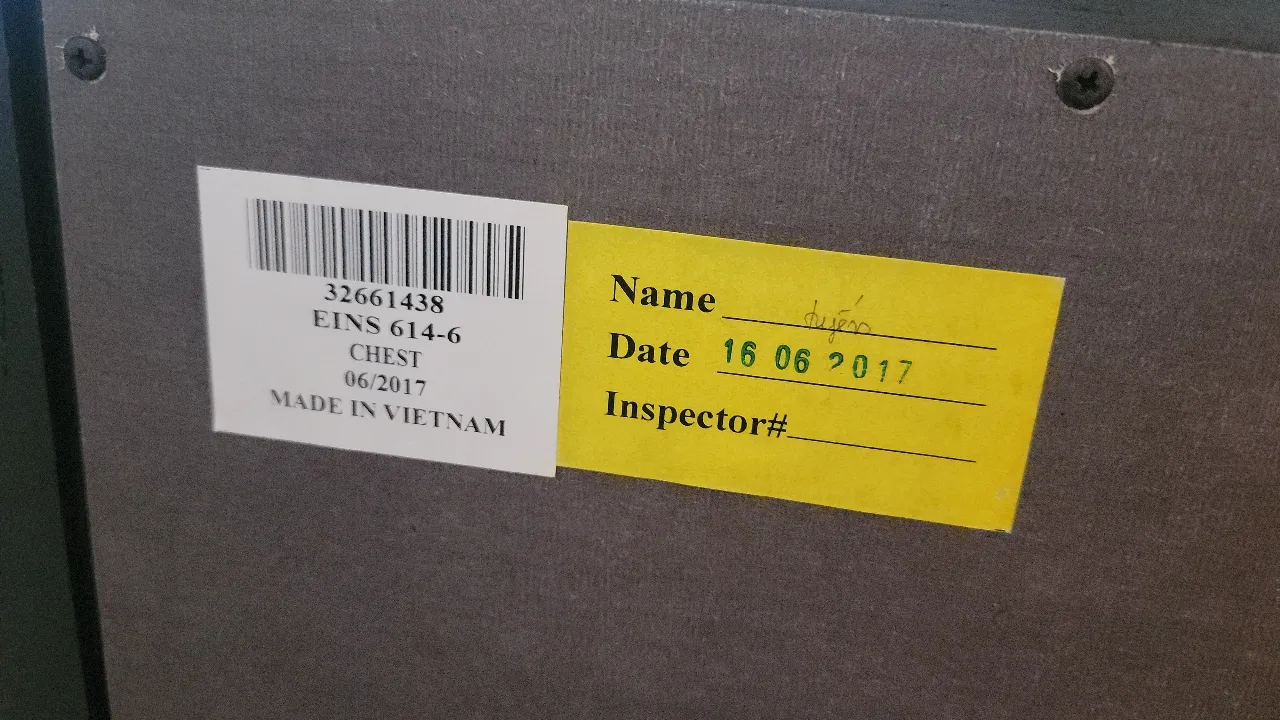 32661438
EINS 614-6
CHEST
06/2017
MADE IN VIETNAM
Name
Date 16 06 2017
Inspector#